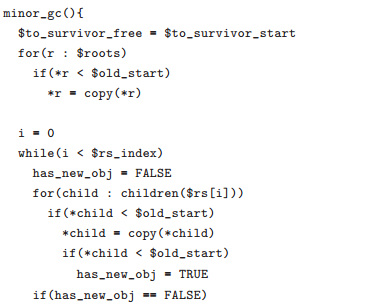 minor_gc(){
  $to_survivor_free = $to_survivor_start
  for(r : $roots)
    if(*r < $old_start)
      *r = copy(*r)

  i = 0
  while(i < $rs_index)
    has_new_obj = FALSE
    for(child : children($rs[i]))
      if(*child < $old_start)
        *child = copy(*child)
        if(*child < $old_start)
          has_new_obj = TRUE
    if(has_new_obj == FALSE)